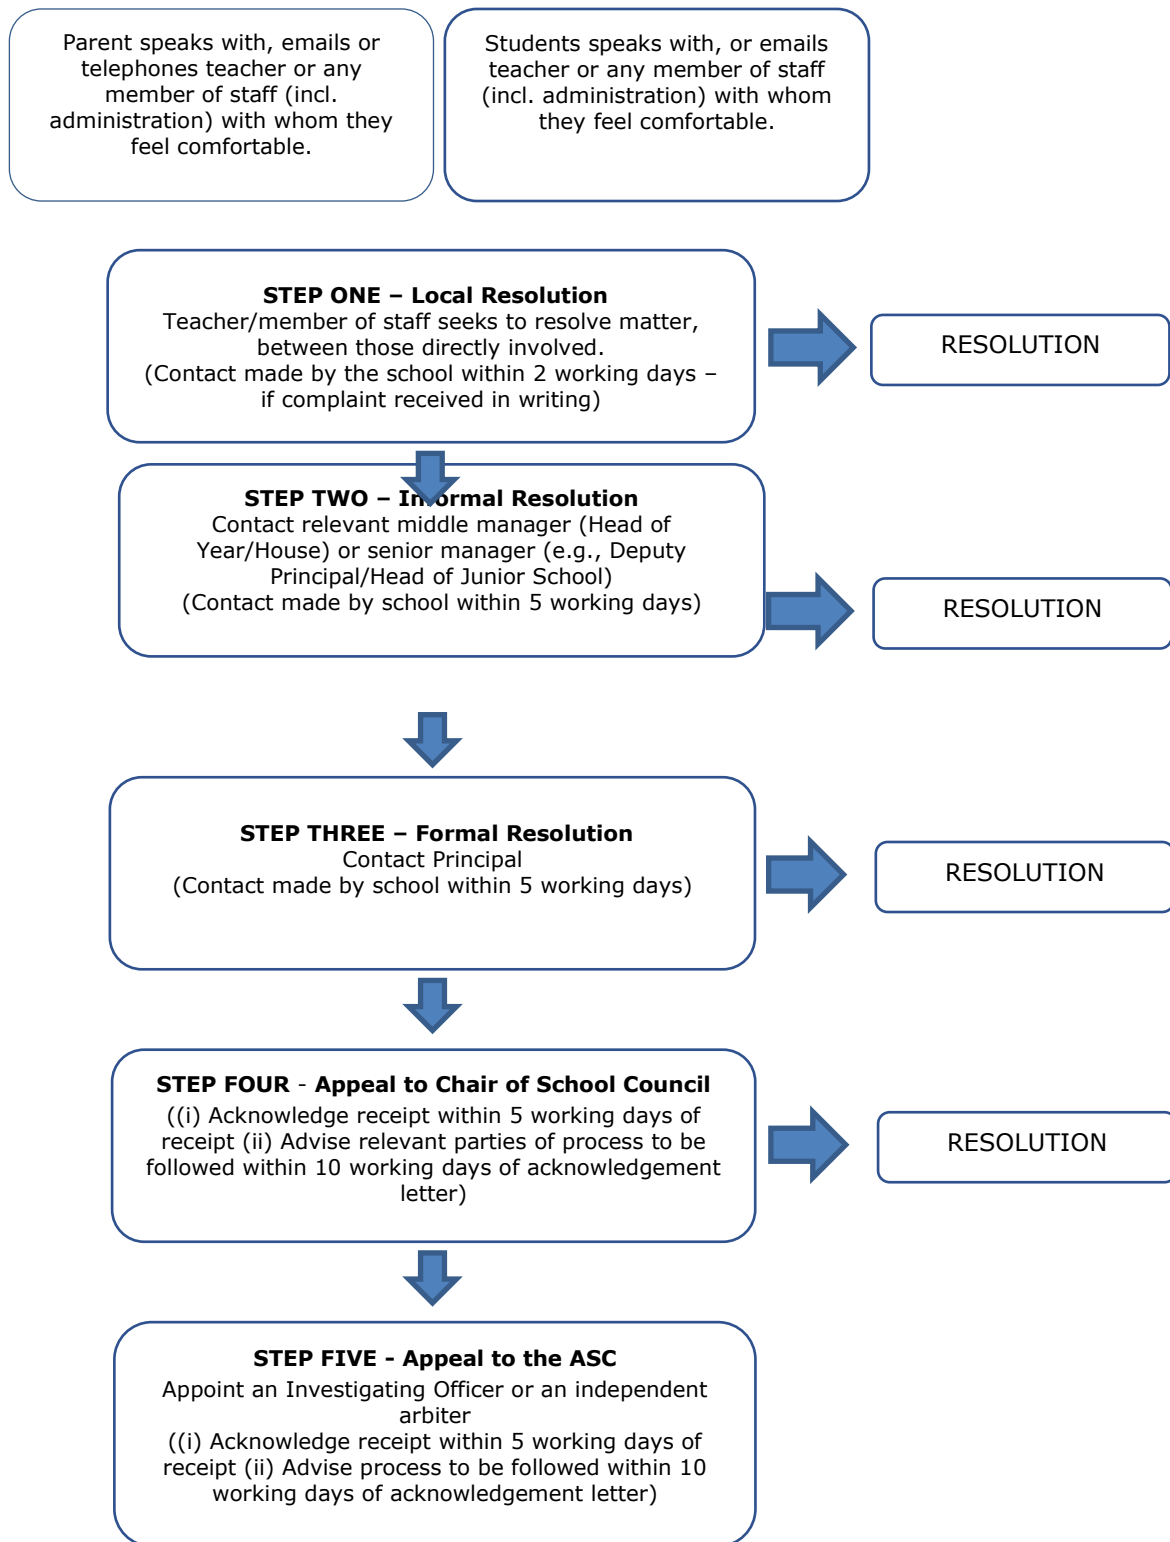 Parent speaks with, emails or
telephones teacher or any
member of staff (incl.
administration) with whom they
feel comfortable.
Students speaks with, or emails
teacher or any member of staff
(incl. administration) with whom
they feel comfortable.
STEP ONE – Local Resolution
Teacher/member of staff seeks to resolve matter,
between those directly involved.
(Contact made by the school within 2 working days –
if complaint received in writing)
RESOLUTION
STEP TWO – Informal Resolution
Contact relevant middle manager (Head of
Year/House) or senior manager (e.g., Deputy
Principal/Head of Junior School)
(Contact made by school within 5 working days)
RESOLUTION
STEP THREE – Formal Resolution
Contact Principal
(Contact made by school within 5 working days)
RESOLUTION
STEP FOUR - Appeal to Chair of School Council
((i) Acknowledge receipt within 5 working days of
receipt (ii) Advise relevant parties of process to be
followed within 10 working days of acknowledgement
letter)
RESOLUTION
STEP FIVE - Appeal to the ASC
Appoint an Investigating Officer or an independent
arbiter
((i) Acknowledge receipt within 5 working days of
receipt (ii) Advise process to be followed within 10
working days of acknowledgement letter)